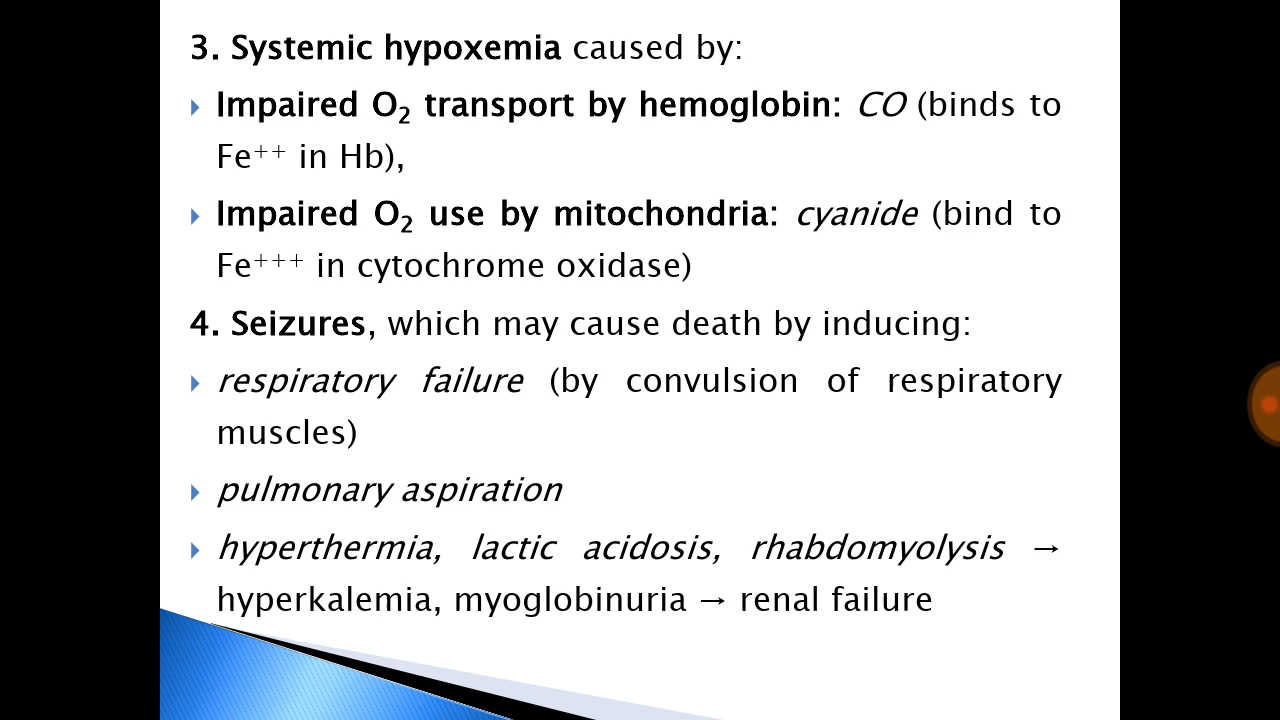 3. Systemic hypoxemia caused by:
Impaired O₂ transport by hemoglobin: CO (binds to
Fe⁺⁺ in Hb),
Impaired O₂ use by mitochondria: cyanide (bind to
Fe⁺⁺⁺ in cytochrome oxidase)
4. Seizures, which may cause death by inducing:
respiratory failure (by convulsion of respiratory
muscles)
pulmonary aspiration
hyperthermia, lactic acidosis, rhabdomyolysis →
hyperkalemia, myoglobinuria → renal failure